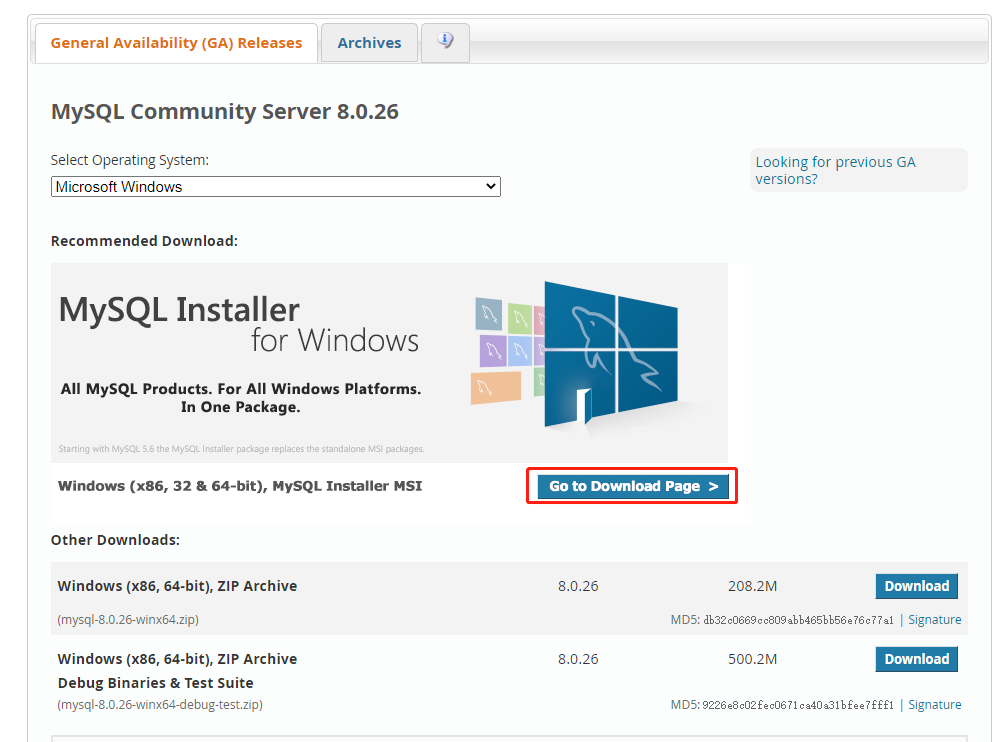 General Availability (GA) Releases
Archives
MySQL Community Server 8.0.26
Select Operating System:
Microsoft Windows
Looking for previous GA
versions?
Recommended Download:
MySQL Installer
for Windows
All MySQL Products. For All Windows Platforms.
In One Package.
Starting with MySQL 5.6 the MySQL Installer package replaces the standalone MSI packages.
Windows (x86, 32 & 64-bit), MySQL Installer MSI
Go to Download Page >
Other Downloads:
Windows (x86, 64-bit), ZIP Archive 8.0.26 208.2M Download
(mysql-8.0.26-winx64.zip) MD5: db32c0669cc809abb465bb56e76c77a1 | Signature
Windows (x86, 64-bit), ZIP Archive 8.0.26 500.2M Download
Debug Binaries & Test Suite
(mysql-8.0.26-winx64-debug-test.zip) MD5: 9226e8c02fec0671ca40a31bfee7fff1 | Signature